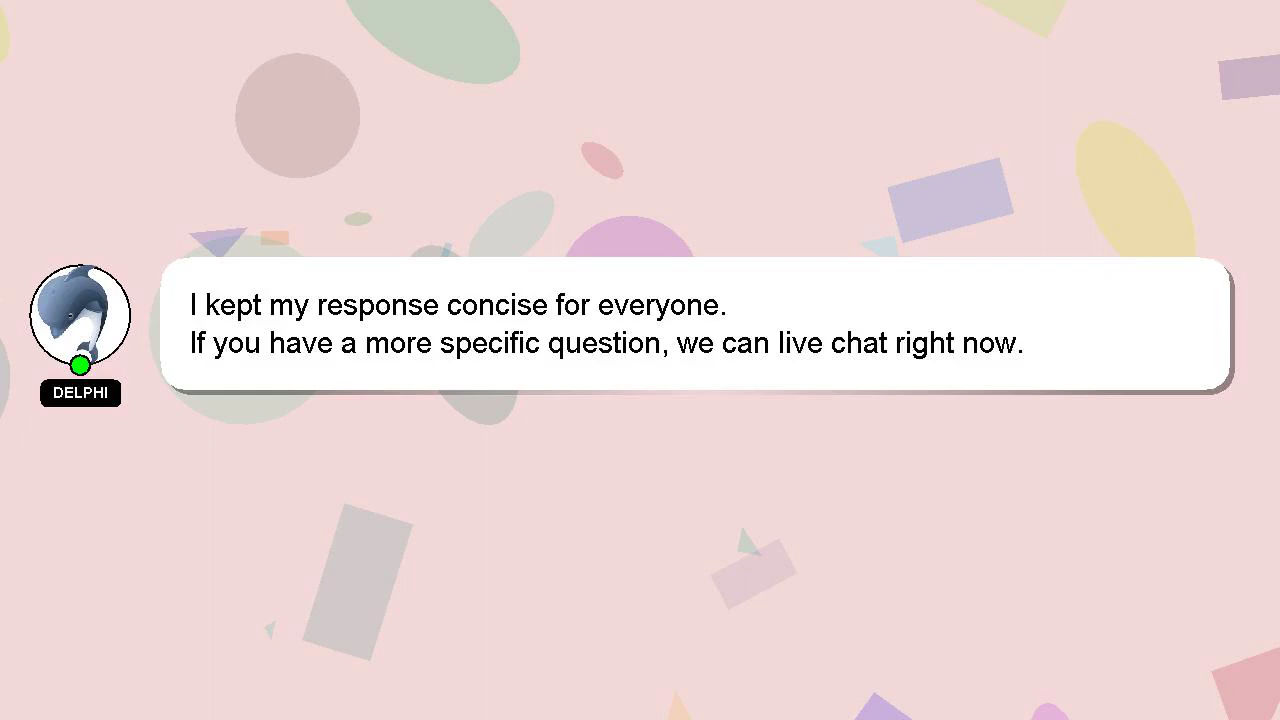 I kept my response concise for everyone.
If you have a more specific question, we can live chat right now.
DELPHI